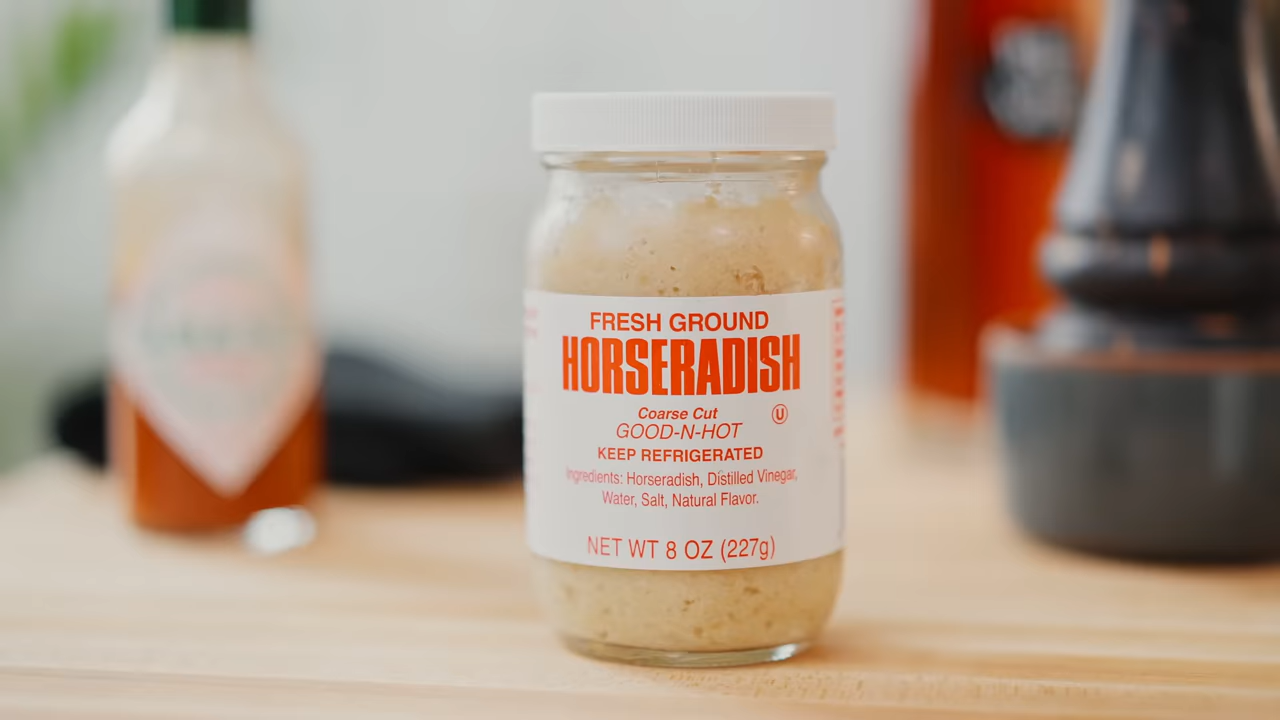 FRESH GROUND
HORSERADISH
Coarse Cut
U
GOOD-N-HOT
KEEP REFRIGERATED
Ingredients: Horseradish, Distilled Vinegar,
Water, Salt, Natural Flavor.
NET WT 8 OZ (227g)